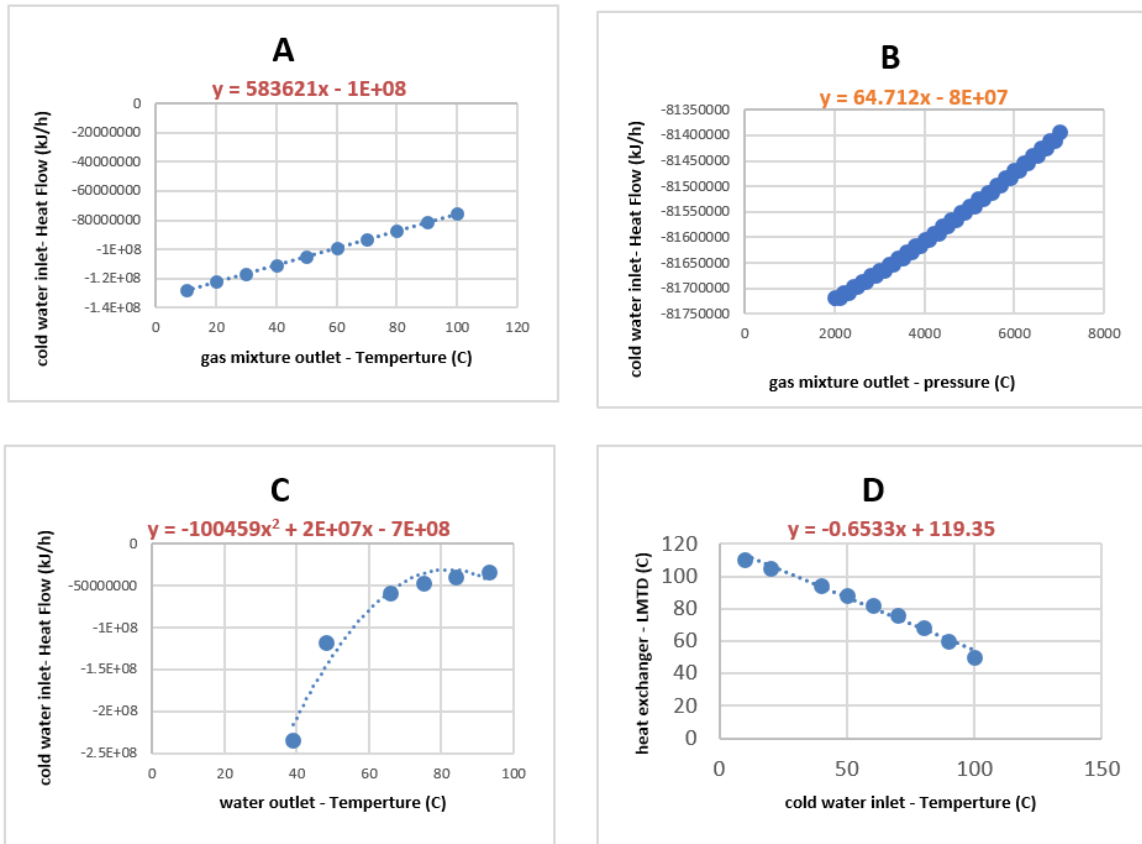 A
y = 583621x - 1E+08
cold water inlet- Heat Flow (kJ/h)
0
-20000000
-40000000
-60000000
-80000000
-1E+08
-1.2E+08
-1.4E+08
0 20 40 60 80 100 120
gas mixture outlet - Temperture (C)
B
y = 64.712x - 8E+07
cold water inlet- Heat Flow (kJ/h)
-81350000
-81400000
-81450000
-81500000
-81550000
-81600000
-81650000
-81700000
-81750000
0 2000 4000 6000 8000
gas mixture outlet - pressure (C)
C
y = -100459x² + 2E+07x - 7E+08
cold water inlet- Heat Flow (kJ/h)
0
-50000000
-1E+08
-1.5E+08
-2E+08
-2.5E+08
0 20 40 60 80 100
water outlet - Temperture (C)
D
y = -0.6533x + 119.35
heat exchanger - LMTD (C)
120
100
80
60
40
20
0
0 50 100 150
cold water inlet - Temperture (C)